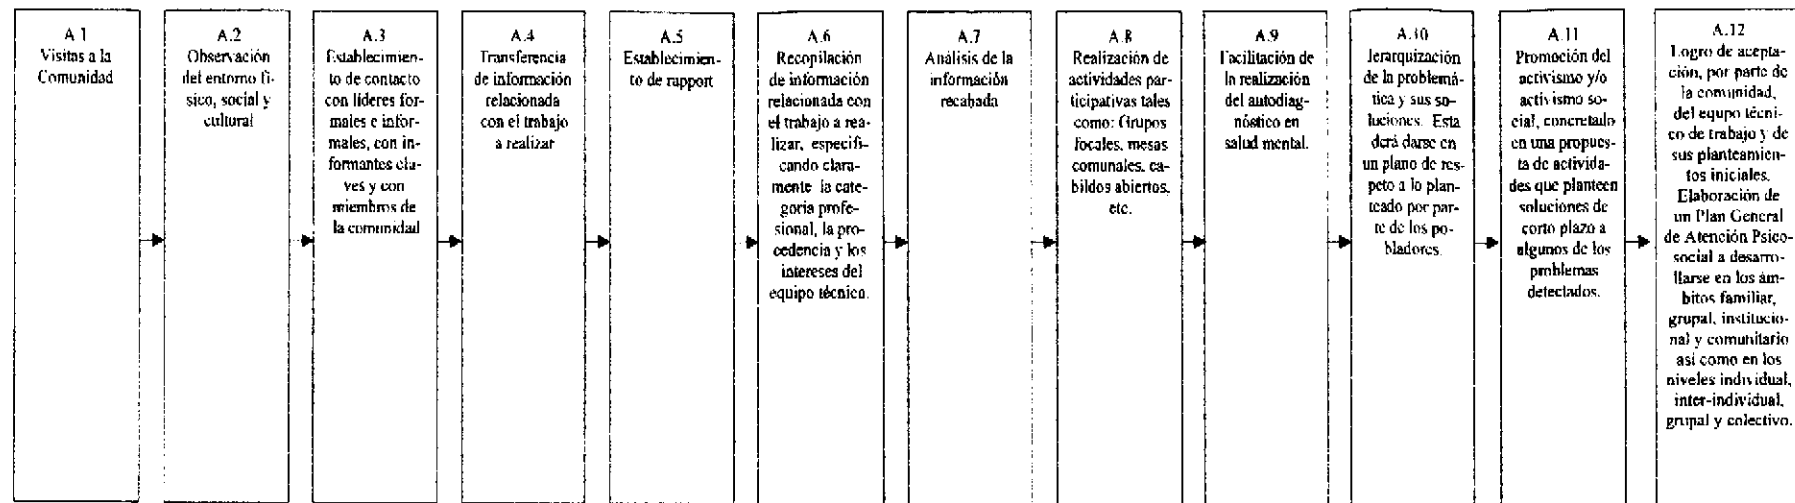 A.1
Visitas a la
Comunidad
A.2
Observación
del entorno fí-
sico, social y
cultural
A.3
Establecimien-
to de contacto
con líderes for-
males e infor-
males, con in-
formantes cla-
ves y con
miembros de
la comunidad
A.4
Transferencia
de información
relacionada
con el trabajo
a realizar
A.5
Establecimien-
to de rapport
A.6
Recopilación
de información
relacionada con
el trabajo a rea-
lizar, especifi-
cando clara-
mente la cate-
goría profe-
sional, la pro-
cedencia y los
intereses del
equipo técnico.
A.7
Análisis de la
información
recabada
A.8
Realización de
actividades par-
ticipativas tales
como: Grupos
focales, mesas
comunales, ca-
bildos abiertos,
etc.
A.9
Facilitación de
la realización
del autodiag-
nóstico en
salud mental.
A.10
Jerarquización
de la problemá-
tica y sus so-
luciones. Esta
derá darse en
un plano de res-
peto a lo plan-
teado por par-
te de los po-
bladores.
A.11
Promoción del
activismo y/o
activismo so-
cial, concretado
en una propues-
ta de activida-
des que planteen
soluciones de
corto plazo a
algunos de los
problemas
detectados.
A.12
Logro de acepta-
ción, por parte de
la comunidad,
del equpo técni-
co de trabajo y de
sus planteamien-
tos iniciales.
Elaboración de
un Plan General
de Atención Psico-
social a desarro-
llarse en los ám-
bitos familiar,
grupal, institucio-
nal y comunitario
así como en los
niveles individual,
inter-individual,
grupal y colectivo.